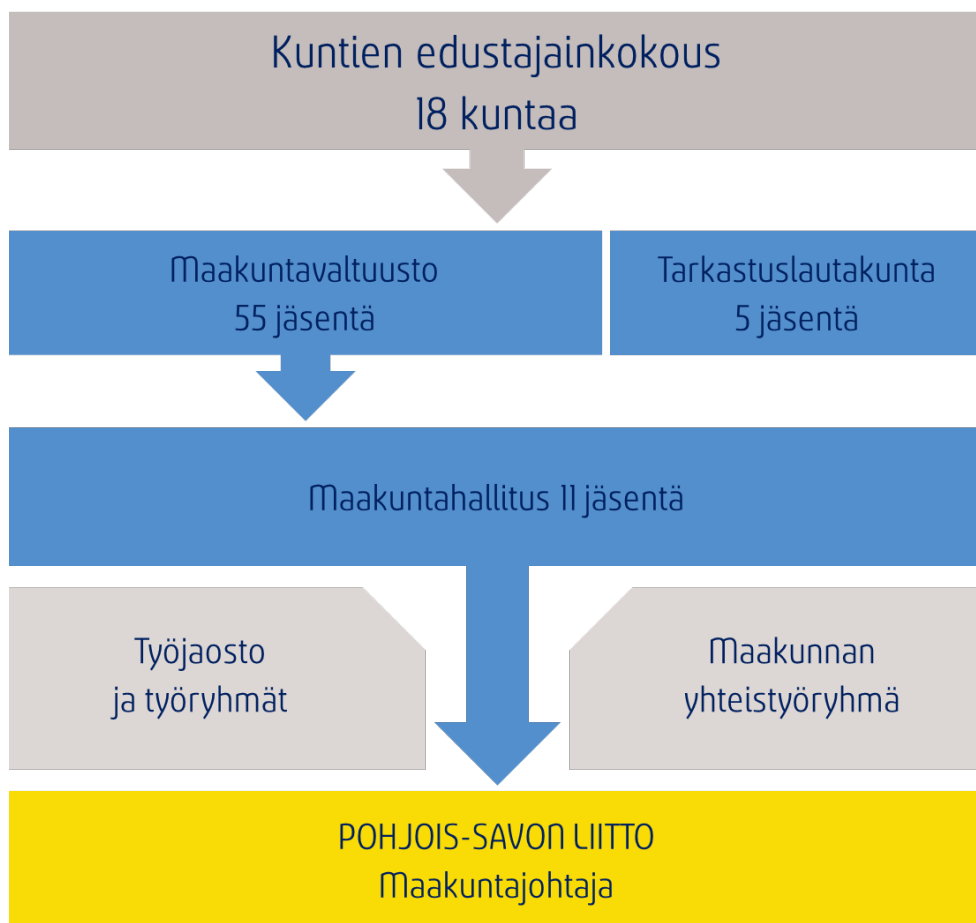 Kuntien edustajainkokous
18 kuntaa
Maakuntavaltuusto
55 jäsentä
Tarkastuslautakunta
5 jäsentä
Maakuntahallitus 11 jäsentä
Työjaosto
ja työryhmät
Maakunnan
yhteistyöryhmä
POHJOIS-SAVON LIITTO
Maakuntajohtaja